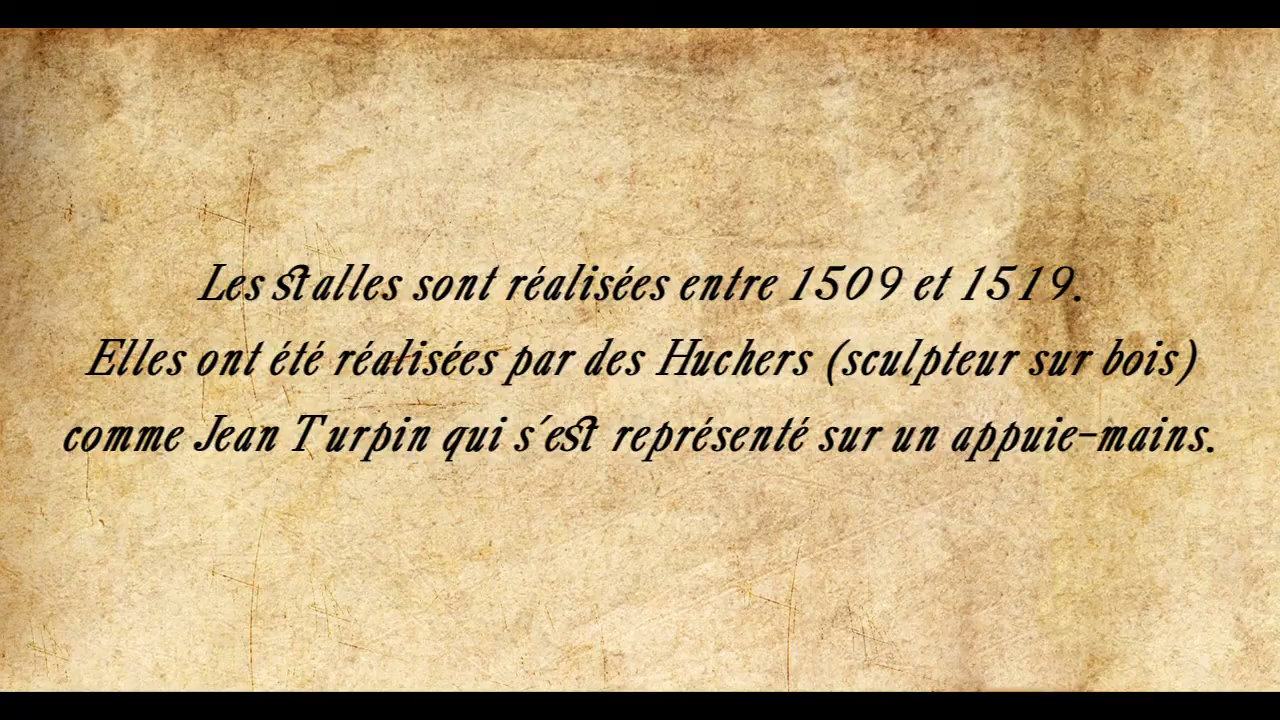 Les stalles sont réalisées entre 1509 et 1519.
Elles ont été réalisées par des Huchers (sculpteur sur bois)
comme Jean Turpin qui s'est représenté sur un appuie-mains.